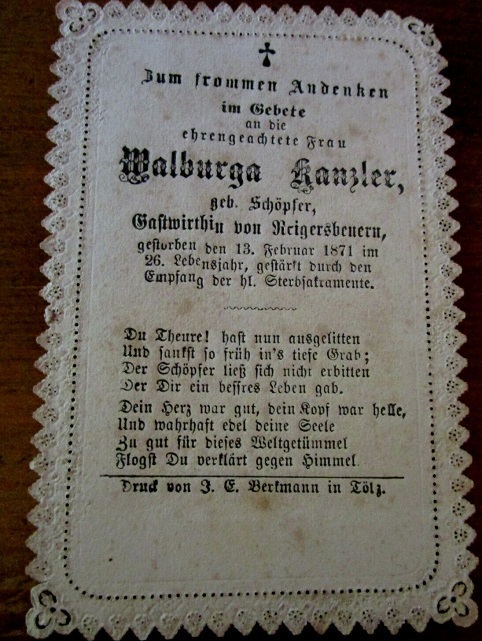 Zum frommen Andenken
im Gebete
an die
ehrengeachtete Frau
Walburga Kanzler,
geb. Schöpfer,
Gastwirthin von Reigersbeuern,
gestorben den 13. Februar 1871 im
26. Lebensjahr, gestärkt durch den
Empfang der hl. Sterbsakramente.
Du Theure! hast nun ausgelitten
Und sankst so früh in's tiefe Grab;
Der Schöpfer ließ sich nicht erbitten
Der Dir ein bessres Leben gab.
Dein Herz war gut, dein Kopf war helle,
Und wahrhaft edel deine Seele
Zu gut für dieses Weltgetümmel
Flogst Du verklärt gegen Himmel.
Druck von J. E. Berkmann in Tölz.